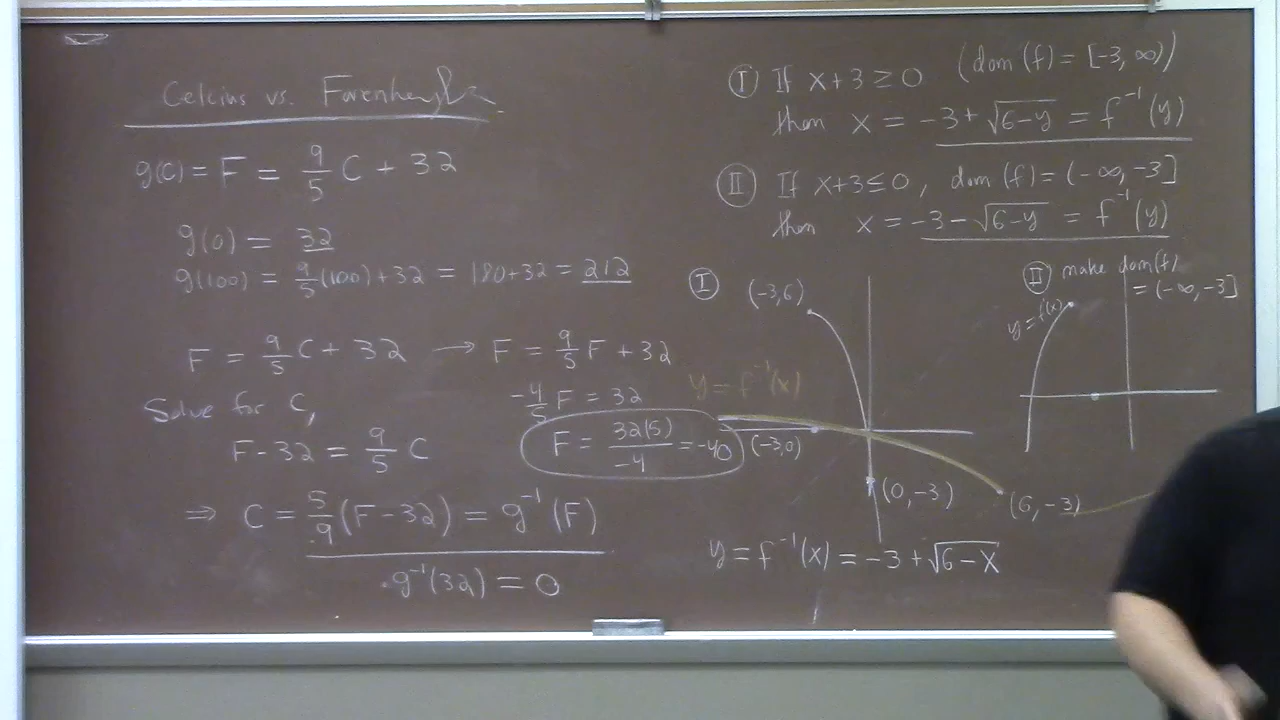 Celcius vs.
g(C) = F = 9/5 C + 32
g(0) = 32
g(100) = 9/5(100)+32 = 180+32 = 212
F = 9/5 C + 32 → F = 9/5 F + 32
-4/5 F = 32
F = 32(5)/-4 = -40
Solve for C,
F-32 = 9/5 C
⇒ C = 5/9(F-32) = g⁻¹(F)
g⁻¹(32) = 0
Ⓘ If x+3 ≥ 0 (dom(f) = [-3, ∞))
then x = -3+√(6-y) = f⁻¹(y)
Ⅱ If x+3 ≤ 0, dom(f) = (-∞, -3]
then x = -3-√(6-y) = f⁻¹(y)
Ⓘ
(-3,6)
y = f⁻¹(x)
(-3,0)
(0,-3)
(6,-3)
y = f⁻¹(x) = -3+√(6-x)
Ⅱ make dom(f)
= (-∞, -3]
y = f(x)